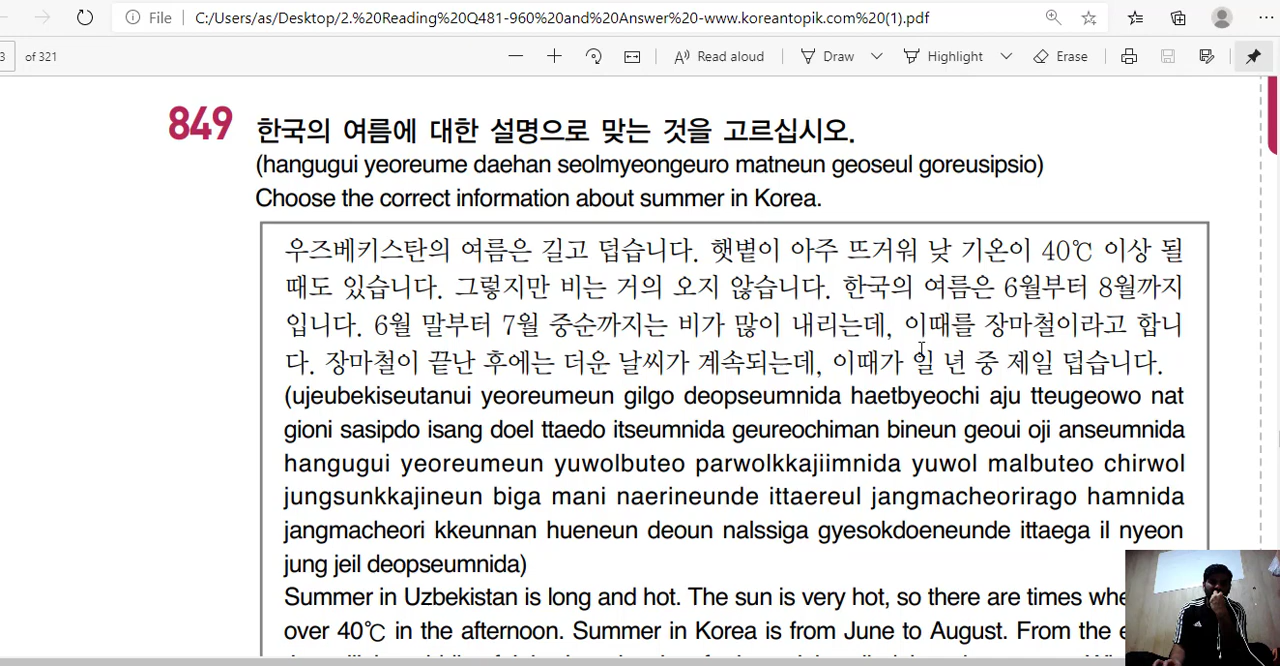 File C:/Users/as/Desktop/2.%20Reading%20Q481-960%20and%20Answer%20-www.koreantopik.com%20(1).pdf
3 of 321 Read aloud Draw Highlight Erase
849 한국의 여름에 대한 설명으로 맞는 것을 고르십시오.
(hangugui yeoreume daehan seolmyeongeuro matneun geoseul goreusipsio)
Choose the correct information about summer in Korea.
우즈베키스탄의 여름은 길고 덥습니다. 햇볕이 아주 뜨거워 낮 기온이 40℃ 이상 될
때도 있습니다. 그렇지만 비는 거의 오지 않습니다. 한국의 여름은 6월부터 8월까지
입니다. 6월 말부터 7월 중순까지는 비가 많이 내리는데, 이때를 장마철이라고 합니
다. 장마철이 끝난 후에는 더운 날씨가 계속되는데, 이때가 일 년 중 제일 덥습니다.
(ujeubekiseutanui yeoreumeun gilgo deopseumnida haetbyeochi aju tteugeowo nat
gioni sasipdo isang doel ttaedo itseumnida geureochiman bineun geoui oji anseumnida
hangugui yeoreumeun yuwolbuteo parwolkkajiimnida yuwol malbuteo chirwol
jungsunkkajineun biga mani naerineunde ittaereul jangmacheorirago hamnida
jangmacheori kkeunnan hueneun deoun nalssiga gyesokdoeneunde ittaega il nyeon
jung jeil deopseumnida)
Summer in Uzbekistan is long and hot. The sun is very hot, so there are times
over 40℃ in the afternoon. Summer in Korea is from June to August. From the